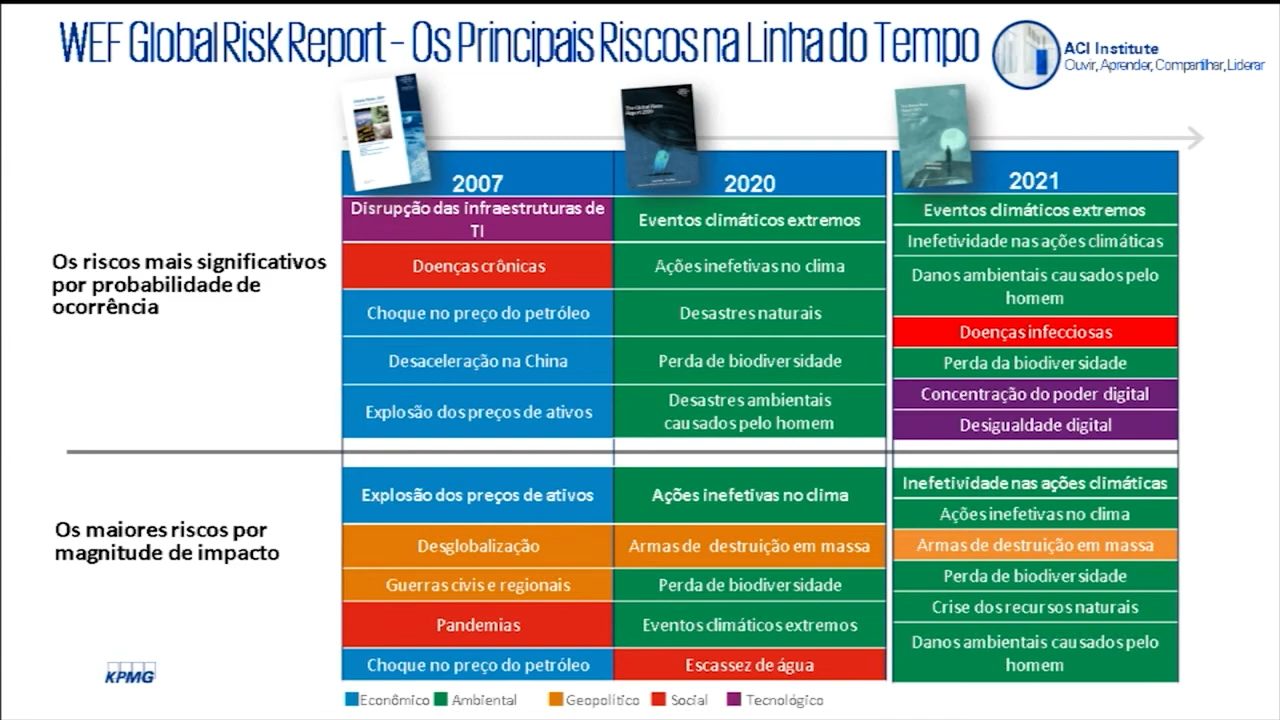 WEF Global Risk Report - Os Principais Riscos na Linha do Tempo
ACI Institute
Ouvir, Aprender, Compartilhar, Liderar
2007
2020
2021
Os riscos mais significativos
por probabilidade de
ocorrência
Disrupção das infraestruturas de
TI
Doenças crônicas
Choque no preço do petróleo
Desaceleração na China
Explosão dos preços de ativos
Eventos climáticos extremos
Ações inefetivas no clima
Desastres naturais
Perda de biodiversidade
Desastres ambientais
causados pelo homem
Eventos climáticos extremos
Inefetividade nas ações climáticas
Danos ambientais causados pelo
homem
Doenças infecciosas
Perda da biodiversidade
Concentração do poder digital
Desigualdade digital
Os maiores riscos por
magnitude de impacto
Explosão dos preços de ativos
Desglobalização
Guerras civis e regionais
Pandemias
Choque no preço do petróleo
Ações inefetivas no clima
Armas de destruição em massa
Perda de biodiversidade
Eventos climáticos extremos
Escassez de água
Inefetividade nas ações climáticas
Ações inefetivas no clima
Armas de destruição em massa
Perda de biodiversidade
Crise dos recursos naturais
Danos ambientais causados pelo
homem
KPMG
Econômico
Ambiental
Geopolítico
Social
Tecnológico